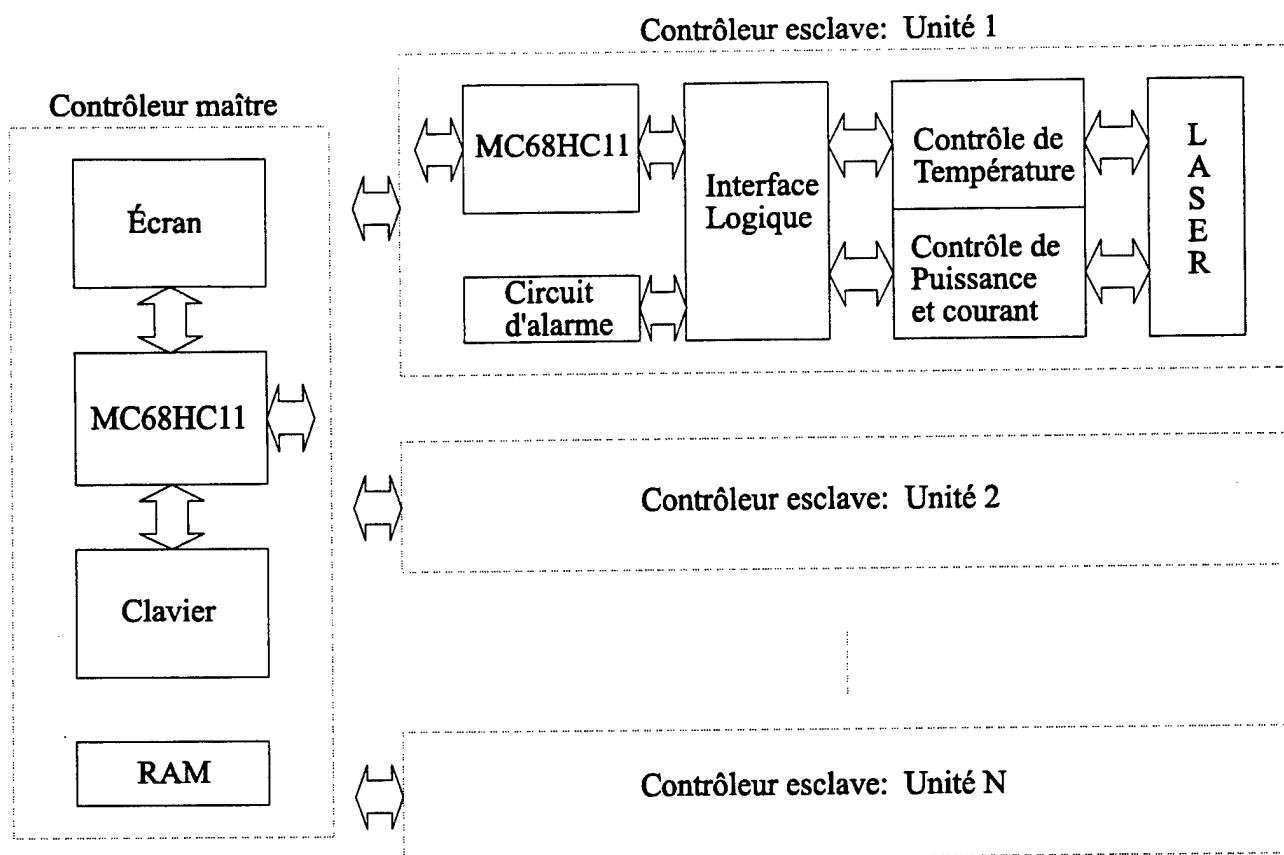 Contrôleur esclave: Unité 1
Contrôleur maître
Écran
MC68HC11
Clavier
RAM
MC68HC11
Circuit
d'alarme
Interface
Logique
Contrôle de
Température
Contrôle de
Puissance
et courant
L
A
S
E
R
Contrôleur esclave: Unité 2
Contrôleur esclave: Unité N